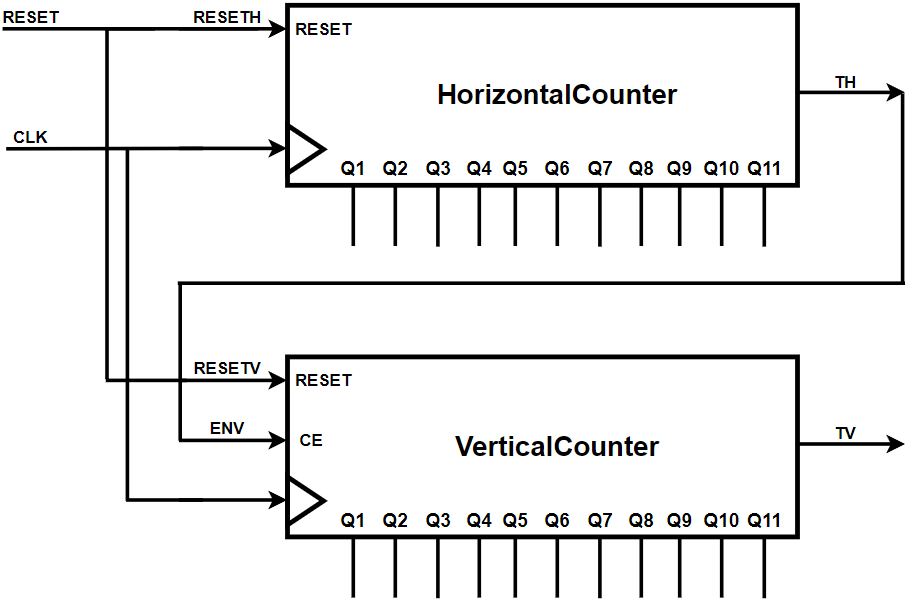 RESET RESETH
RESET
HorizontalCounter
TH
CLK
Q1 Q2 Q3 Q4 Q5 Q6 Q7 Q8 Q9 Q10 Q11
RESETV
RESET
ENV
CE
VerticalCounter
TV
Q1 Q2 Q3 Q4 Q5 Q6 Q7 Q8 Q9 Q10 Q11